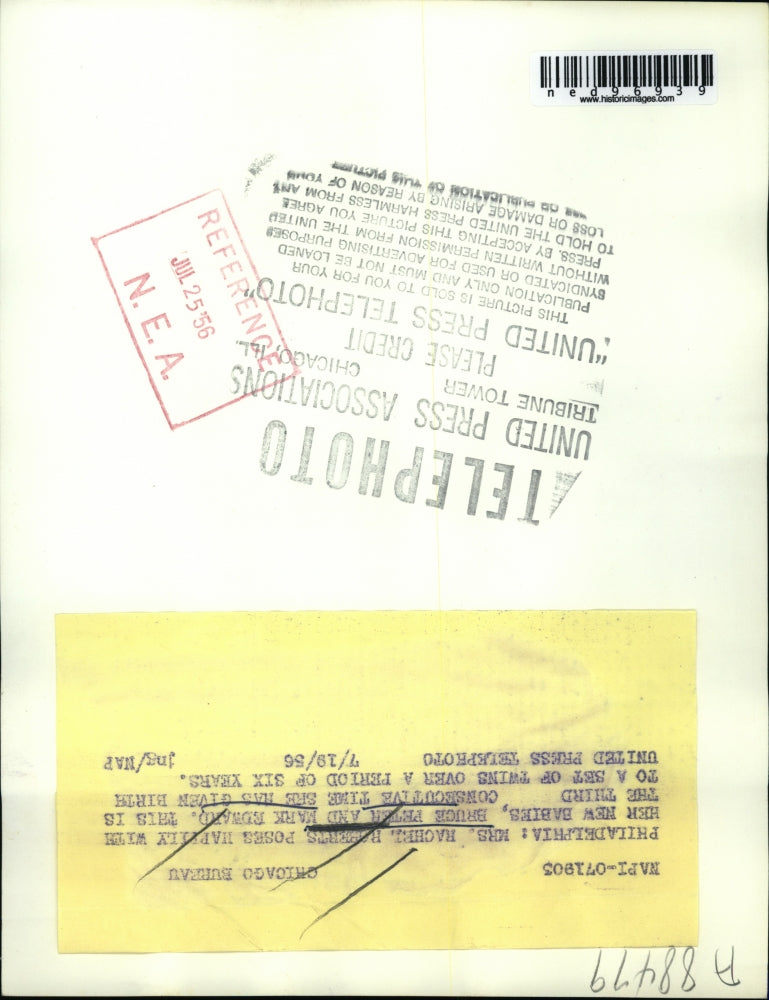 ned96939
www.historicimages.com
REFERENCE
JUL 25 '56
N.E.A.
TELEPHOTO
UNITED PRESS ASSOCIATIONS
TRIBUNE TOWER CHICAGO, ILL.
PLEASE CREDIT
"UNITED PRESS TELEPHOTO"
THIS PICTURE IS SOLD TO YOU FOR YOUR
PUBLICATION ONLY AND MUST NOT BE LOANED
SYNDICATED OR USED FOR ADVERTISING PURPOSES
WITHOUT WRITTEN PERMISSION FROM THE UNITED
PRESS. BY ACCEPTING THIS PICTURE YOU AGREE
TO HOLD THE UNITED PRESS HARMLESS FROM ANY
LOSS OR DAMAGE ARISING BY REASON OF YOUR
USE OR PUBLICATION OF THIS PICTURE
NAPI-071903 CHICAGO BUREAU
PHILADELPHIA: MRS. RACHEL ROBERTS POSES HAPPILY WITH
HER NEW BABIES, BRUCE PETER AND MARK EDWARD. THIS IS
THE THIRD CONSECUTIVE TIME SHE HAS GIVEN BIRTH
TO A SET OF TWINS OVER A PERIOD OF SIX YEARS.
UNITED PRESS TELEPHOTO 7/19/56 jng/NAP
A 88479